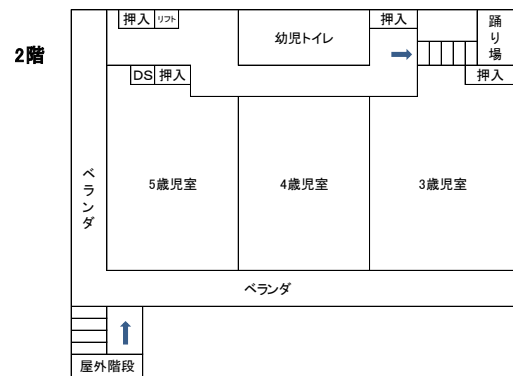 2階
押入
リフト
幼児トイレ
押入
踊り場
DS
押入
押入
ベランダ
5歳児室
4歳児室
3歳児室
ベランダ
屋外階段